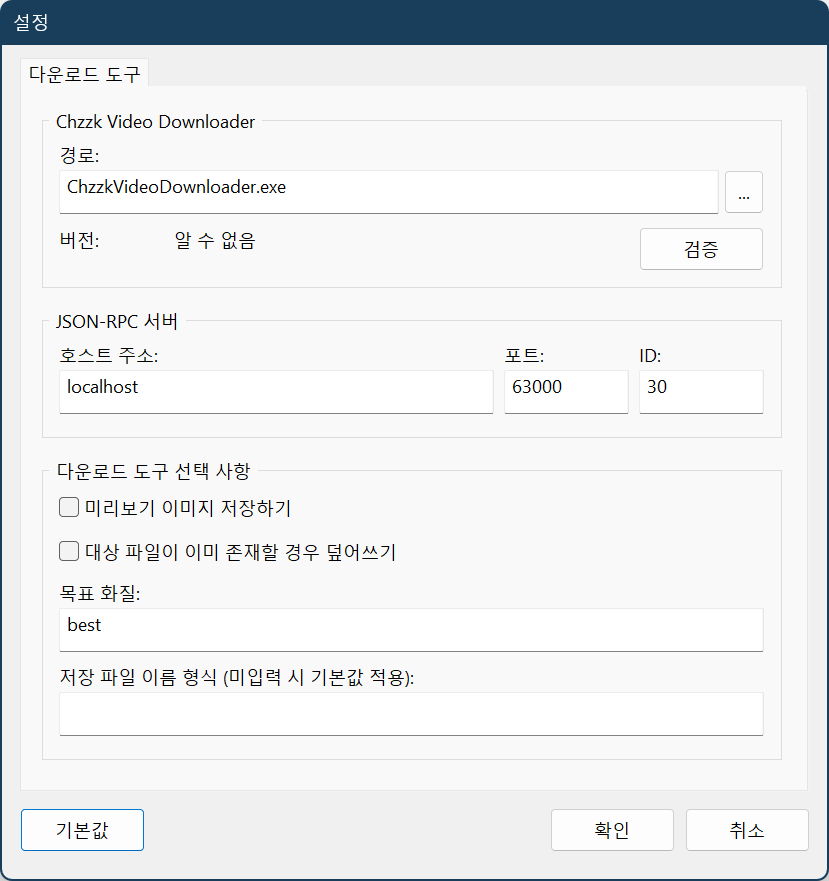 설정
다운로드 도구
Chzzk Video Downloader
경로:
ChzzkVideoDownloader.exe
...
버전: 알 수 없음
검증
JSON-RPC 서버
호스트 주소: 포트: ID:
localhost 63000 30
다운로드 도구 선택 사항
미리보기 이미지 저장하기
대상 파일이 이미 존재할 경우 덮어쓰기
목표 화질:
best
저장 파일 이름 형식 (미입력 시 기본값 적용):
기본값 확인 취소